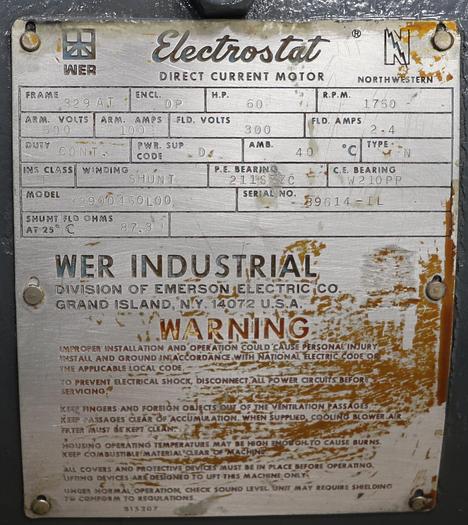 WER
Electrostat ®
N
DIRECT CURRENT MOTOR
NORTHWESTERN
FRAME 329AT ENCL. DP H.P. 60 R.P.M. 1750 -
ARM. VOLTS 500 ARM. AMPS 100 FLD. VOLTS 300 FLD. AMPS 2.4
DUTY CONT. PWR. SUP CODE D AMB. 40 °C TYPE N
INS CLASS WINDING SHUNT P.E. BEARING C.E. BEARING W210PP
MODEL SERIAL NO. 89614-IL
SHUNT FLD OHMS
AT 25° C 87.3
WER INDUSTRIAL
DIVISION OF EMERSON ELECTRIC CO.
GRAND ISLAND, N.Y. 14072 U.S.A.
WARNING
IMPROPER INSTALLATION AND OPERATION COULD CAUSE PERSONAL INJURY
INSTALL AND GROUND IN ACCORDANCE WITH NATIONAL ELECTRIC CODE OR
THE APPLICABLE LOCAL CODE.
TO PREVENT ELECTRICAL SHOCK, DISCONNECT ALL POWER CIRCUITS BEFORE
SERVICING.
KEEP FINGERS AND FOREIGN OBJECTS OUT OF THE VENTILATION PASSAGES
KEEP PASSAGES CLEAR OF ACCUMULATION. WHEN SUPPLIED, COOLING BLOWER AIR
FILTER MUST BE KEPT CLEAN.
HOUSING OPERATING TEMPERATURE MAY BE HIGH ENOUGH TO CAUSE BURNS.
KEEP COMBUSTIBLE MATERIAL CLEAR OF MACHINE.
ALL COVERS AND PROTECTIVE DEVICES MUST BE IN PLACE BEFORE OPERATING.
LIFTING DEVICES ARE DESIGNED TO LIFT THIS MACHINE ONLY.
UNDER NORMAL OPERATION, CHECK SOUND LEVEL UNIT MAY REQUIRE SHIELDING
TO CONFORM TO REGULATIONS.